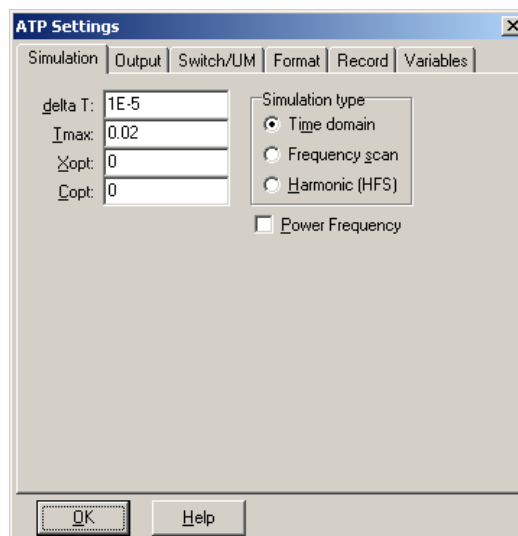 ATP Settings
Simulation Output Switch/UM Format Record Variables
delta T: 1E-5
Tmax: 0.02
Xopt: 0
Copt: 0
Simulation type
Time domain
Frequency scan
Harmonic (HFS)
Power Frequency
OK Help